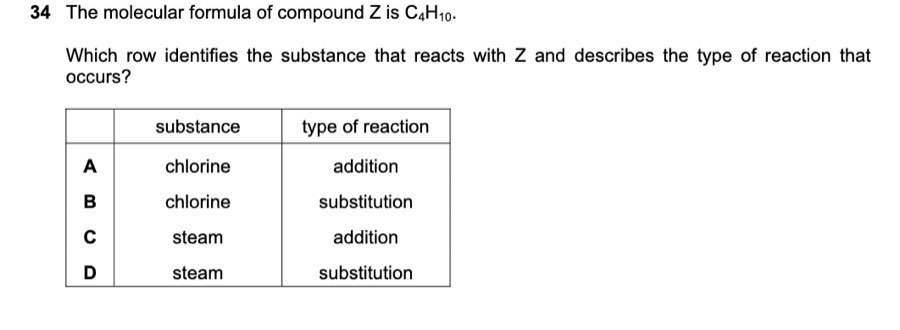 34 The molecular formula of compound Z is C₄H₁₀.
Which row identifies the substance that reacts with Z and describes the type of reaction that
occurs?
substance type of reaction
A chlorine addition
B chlorine substitution
C steam addition
D steam substitution